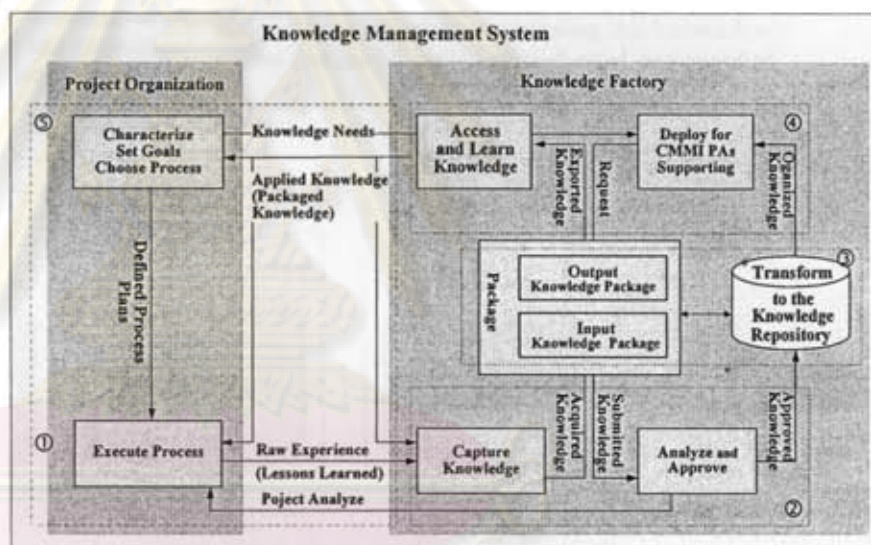 Knowledge Management System
Project Organization
Knowledge Factory
⑤
Characterize
Set Goals
Choose Process
Knowledge Needs
Applied Knowledge
(Packaged
Knowledge)
Access
and Learn
Knowledge
Deploy for
CMMI PAs
Supporting
④
Exported
Knowledge
Request
Organized
Knowledge
Defined Process
Plans
Package
Output
Knowledge Package
Input
Knowledge Package
③
Transform
to the
Knowledge
Repository
Acquired
Knowledge
Submitted
Knowledge
Approved
Knowledge
①
Execute Process
Raw Experience
(Lessons Learned)
Poject Analyze
Capture
Knowledge
Analyze and
Approve
②